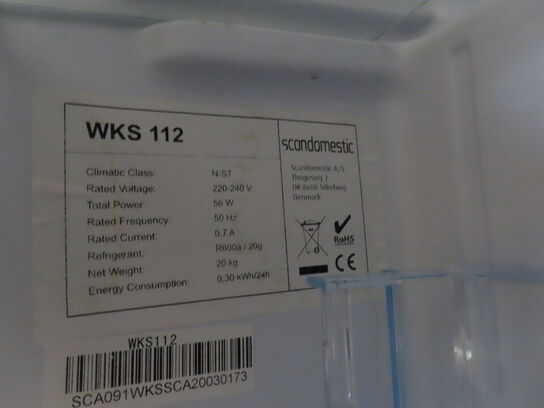 WKS 112
Climatic Class: N-ST
Rated Voltage: 220-240 V
Total Power: 56 W
Rated Frequency: 50 Hz
Rated Current: 0,7 A
Refrigerant: R600a / 20g
Net Weight: 20 kg
Energy Consumption: 0,30 kWh/24h
scandomestic
Scandomestic A/S
Thrigesvej 2
DK-8600 Silkeborg
Denmark
RoHS
CE
WKS112
SCA091WKSSCA20030173